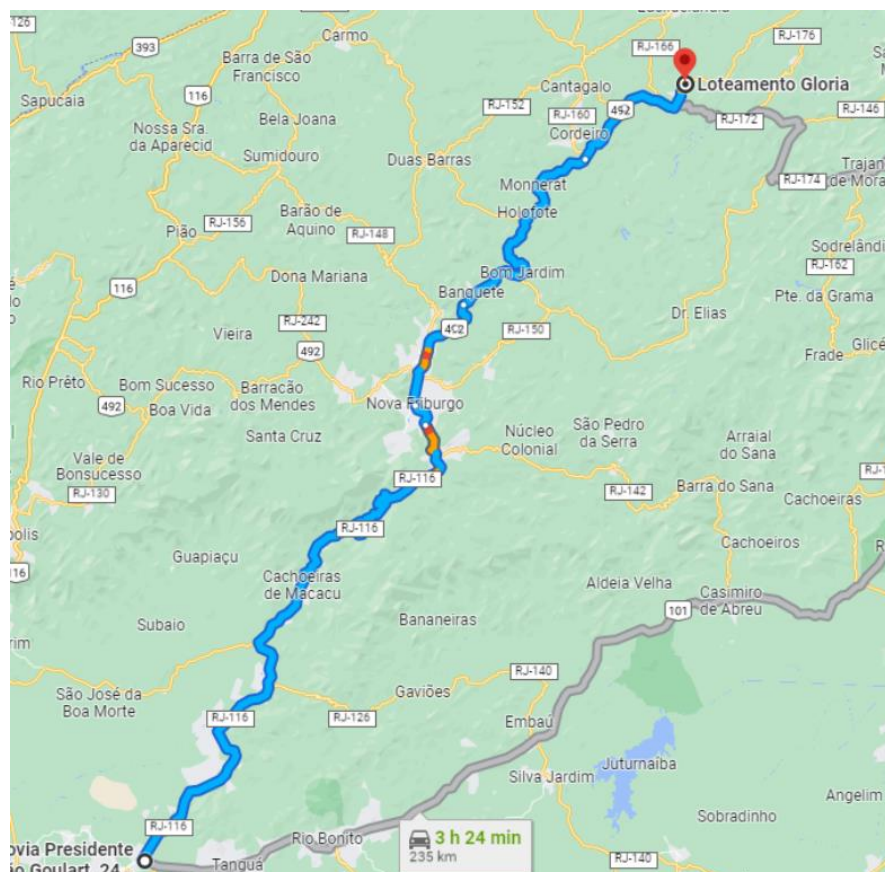 Carmo
RJ-166
RJ-176
393
Barra de São
Francisco
Cantagalo
Loteamento Gloria
Sapucaia
116
Bela Joana
RJ-152
492
RJ-160
RJ-172
RJ-146
Nossa Sra.
da Aparecid
Cordeiro
Sumidouro
Duas Barras
Monnerat
Trajan
de Mora
RJ-174
Holofote
RJ-156
Barão de
Aquino
Pião
RJ-148
Sodrelândi
RJ-162
Dona Mariana
Bom Jardim
116
Banquete
Pte. da Grama
Dr. Elias
RJ-242
RJ-150
Vieira
492
Frade
Glicé
Rio Prêto
Bom Sucesso
Barracão
dos Mendes
492
Boa Vida
Nova Friburgo
Santa Cruz
Núcleo
Colonial
São Pedro
da Serra
Arraial
do Sana
Vale de
Bonsucesso
RJ-130
RJ-116
RJ-142
Barra do Sana
Cachoeiras
RJ-116
Cachoeiros
Guapiaçu
Cachoeiras
de Macacu
Aldeia Velha
Casimiro
de Abreu
101
Subaio
Bananeiras
RJ-140
São José da
Boa Morte
Gaviões
RJ-116
RJ-126
Embaú
Juturnaíba
Silva Jardim
Angelim
Sobradinho
RJ-116
Rio Bonito
3 h 24 min
235 km
ovia Presidente
Goulart, 24
Tanguá
RJ-140